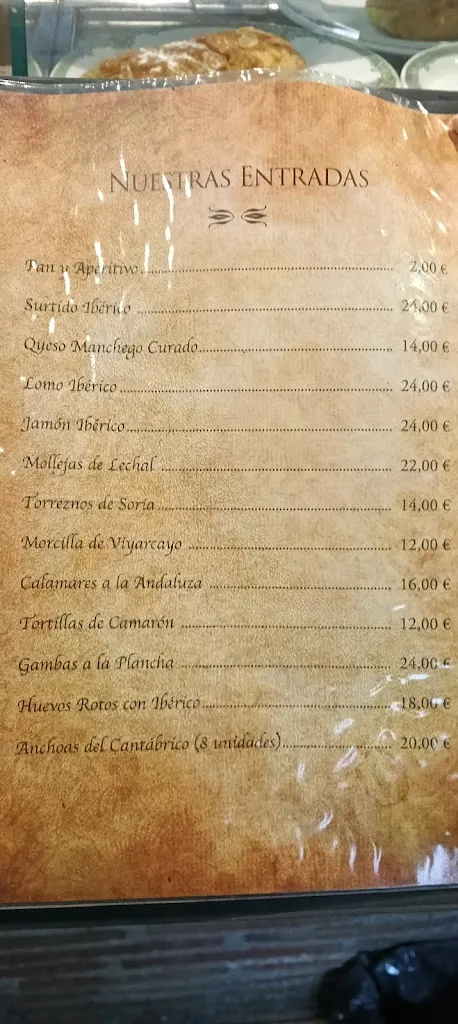 NUESTRAS ENTRADAS
Pan y Aperitivo 2,00 €
Surtido Ibérico 24,00 €
Queso Manchego Curado 14,00 €
Lomo Ibérico 24,00 €
Jamón Ibérico 24,00 €
Mollejas de Lechal 22,00 €
Torreznos de Soria 14,00 €
Morcilla de Viyarcayo 12,00 €
Calamares a la Andaluza 16,00 €
Tortillas de Camarón 12,00 €
Gambas a la Plancha 24,00 €
Huevos Rotos con Ibérico 18,00 €
Anchoas del Cantábrico (8 unidades) 20,00 €